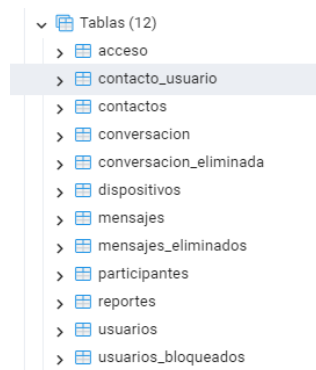 Tablas (12)
acceso
contacto_usuario
contactos
conversacion
conversacion_eliminada
dispositivos
mensajes
mensajes_eliminados
participantes
reportes
usuarios
usuarios_bloqueados